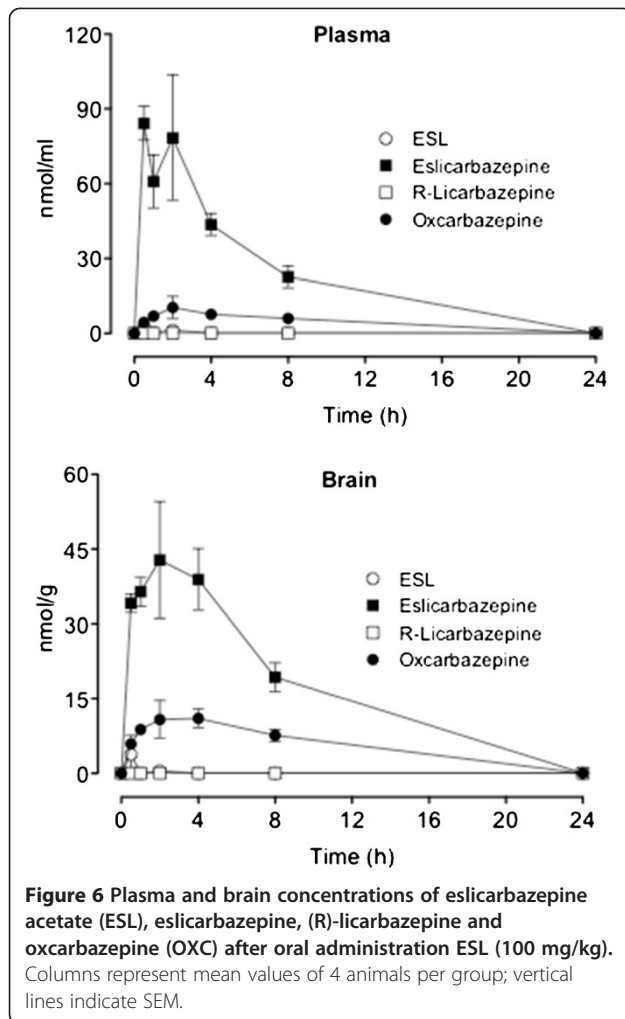 Plasma
120
90
60
30
0
nmol/ml
ESL
Eslicarbazepine
R-Licarbazepine
Oxcarbazepine
0 4 8 12 16 20 24
Time (h)
Brain
60
45
30
15
0
nmol/g
ESL
Eslicarbazepine
R-Licarbazepine
Oxcarbazepine
0 4 8 12 16 20 24
Time (h)
Figure 6 Plasma and brain concentrations of eslicarbazepine
acetate (ESL), eslicarbazepine, (R)-licarbazepine and
oxcarbazepine (OXC) after oral administration ESL (100 mg/kg).
Columns represent mean values of 4 animals per group; vertical
lines indicate SEM.